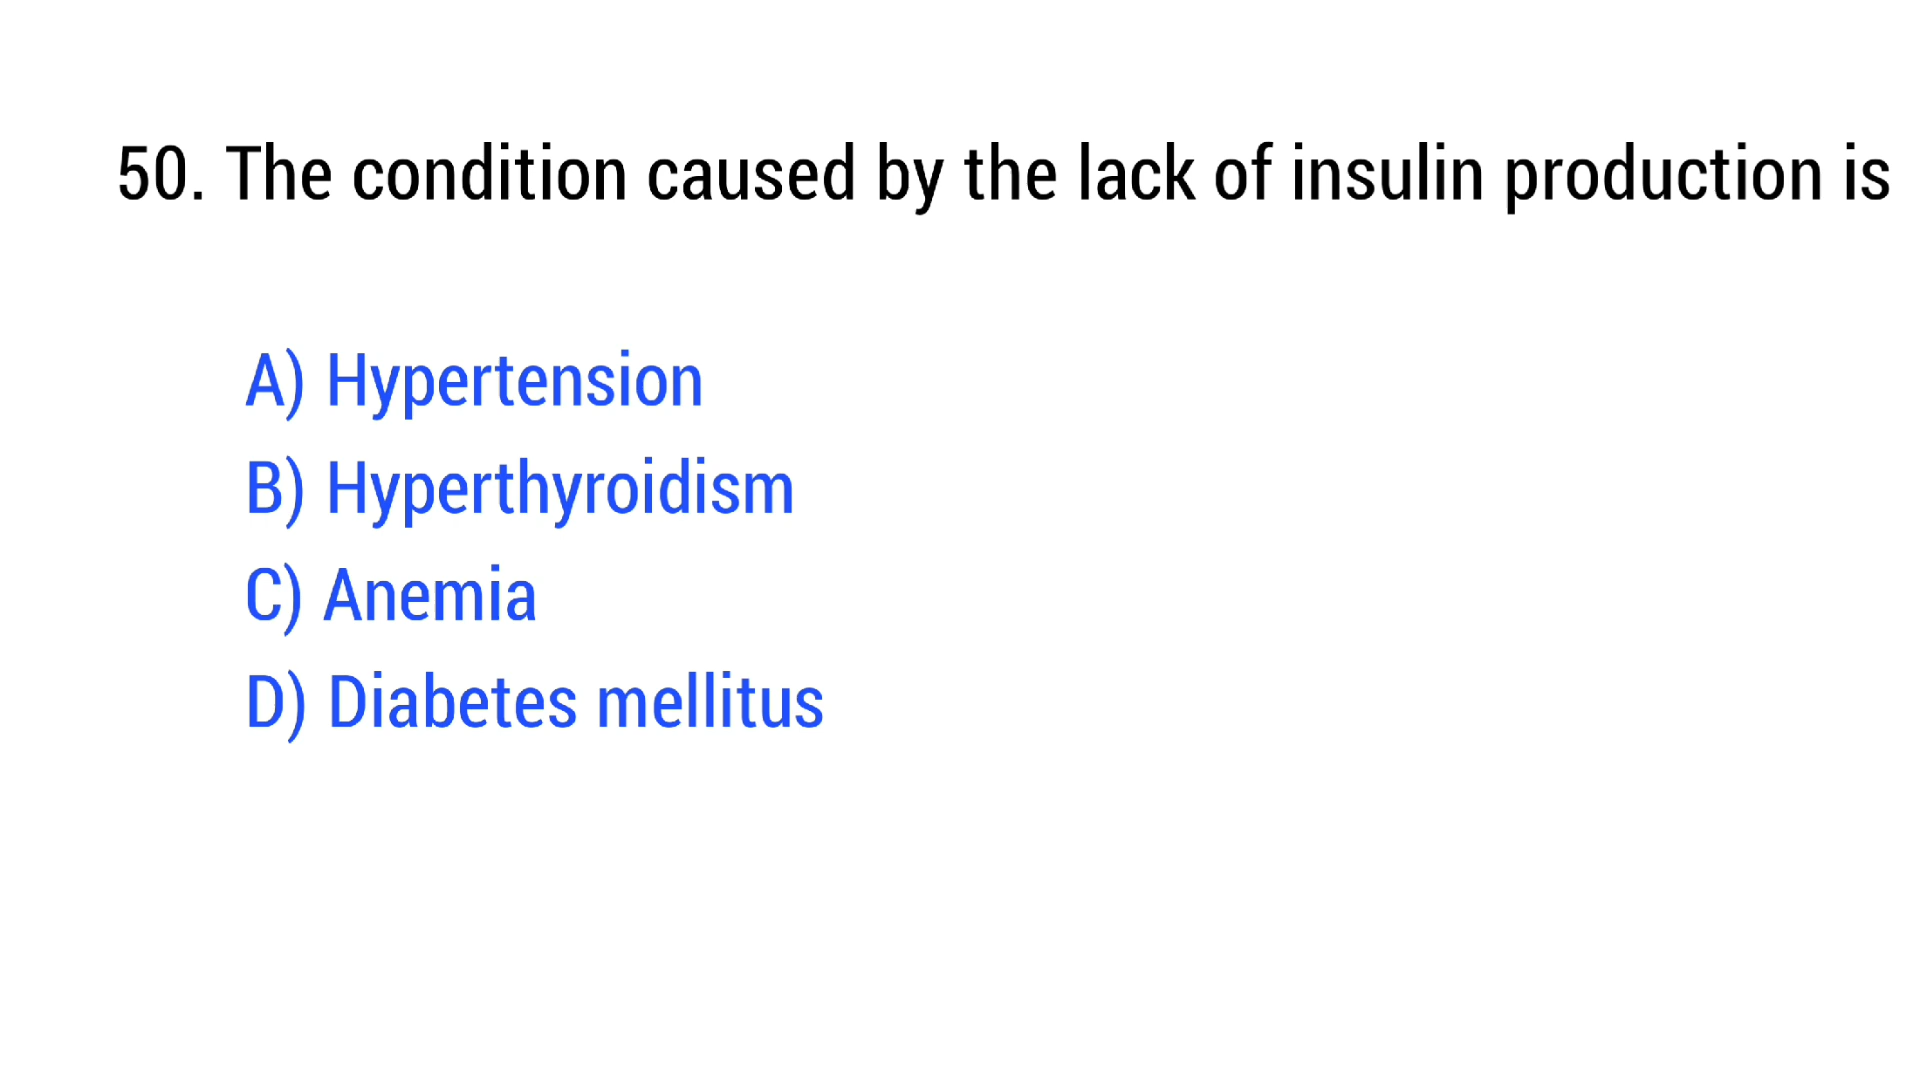 50. The condition caused by the lack of insulin production is
A) Hypertension
B) Hyperthyroidism
C) Anemia
D) Diabetes mellitus